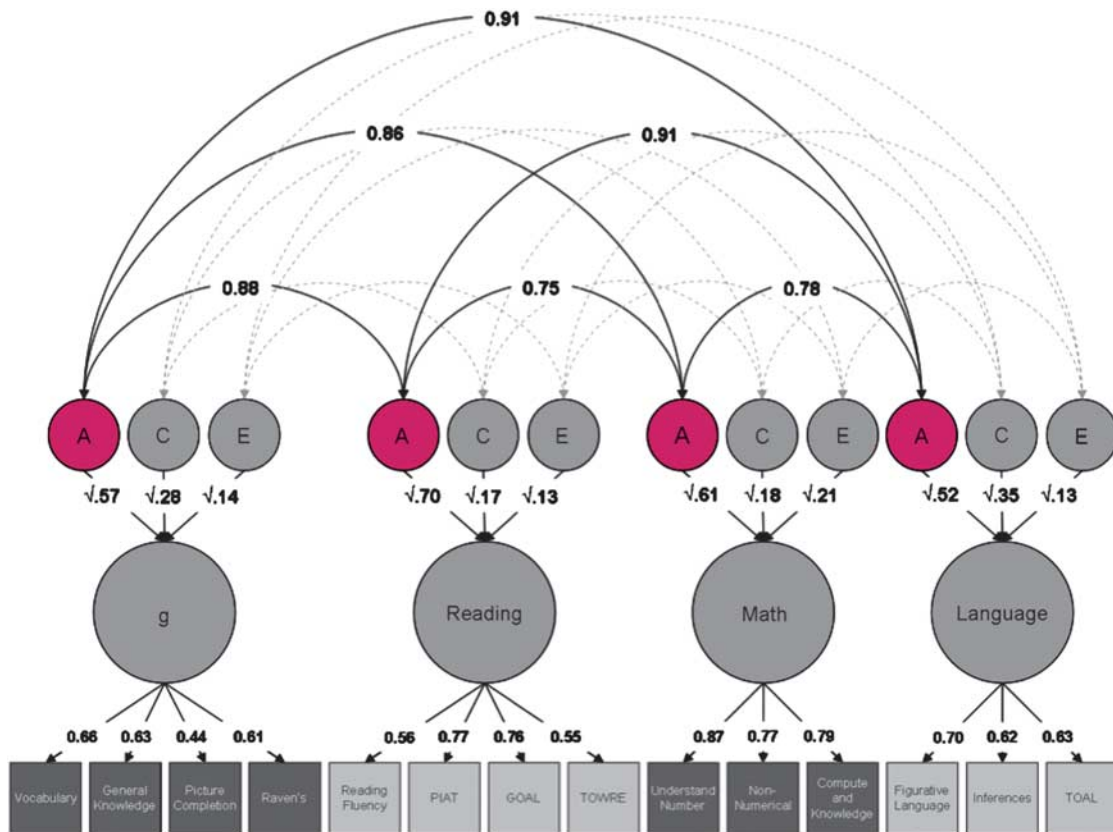 0.91
0.86 0.91
0.88 0.75 0.78
A C E A C E A C E A C E
√.57 √.28 √.14 √.70 √.17 √.13 √.61 √.18 √.21 √.52 √.35 √.13
g Reading Math Language
0.66 0.63 0.44 0.61 0.56 0.77 0.76 0.55 0.87 0.77 0.79 0.70 0.62 0.63
Vocabulary
General
Knowledge
Picture
Completion
Raven's
Reading
Fluency
PIAT
GOAL
TOWRE
Understand
Number
Non-
Numerical
Compute
and
Knowledge
Figurative
Language
Inferences
TOAL